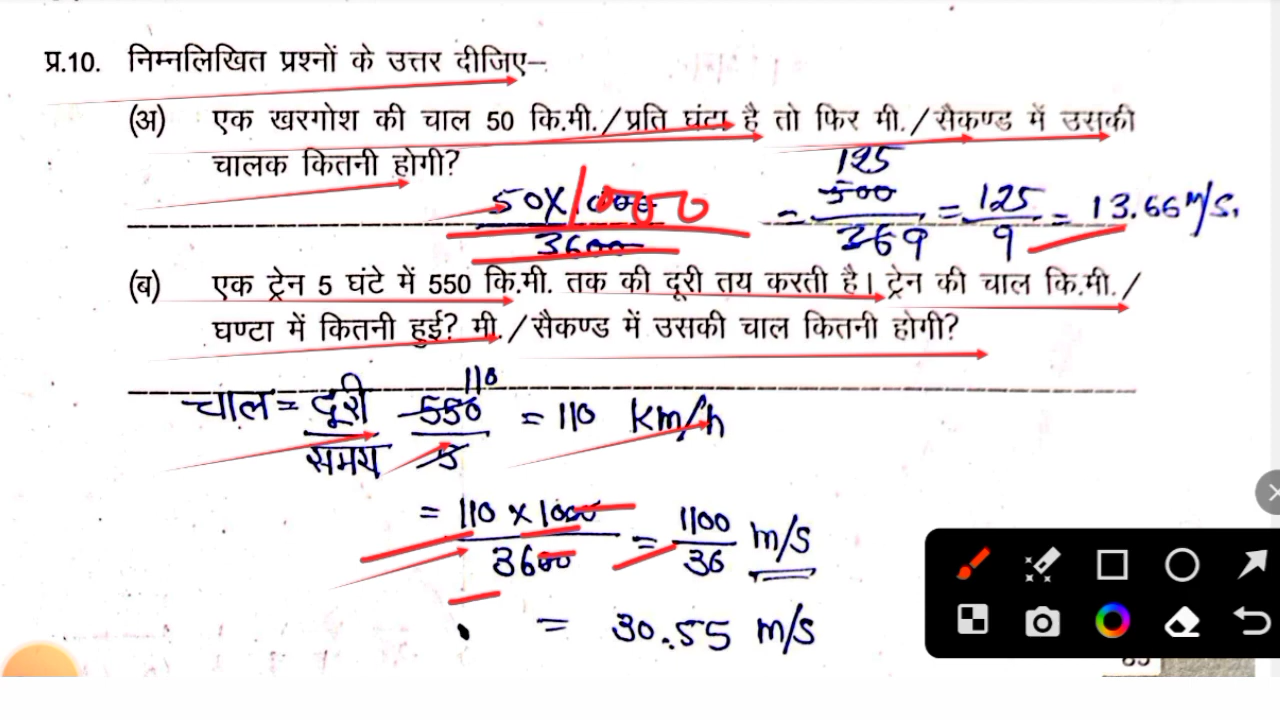 प्र.10. निम्नलिखित प्रश्नों के उत्तर दीजिए–
(अ) एक खरगोश की चाल 50 कि.मी./प्रति घंटा है तो फिर मी./सैकण्ड में उसकी
चालक कितनी होगी?
50×1000/3600 = 125 500/36 9 = 125/9 = 13.66 m/s.
(ब) एक ट्रेन 5 घंटे में 550 कि.मी. तक की दूरी तय करती है। ट्रेन की चाल कि.मी./
घण्टा में कितनी हुई? मी./सैकण्ड में उसकी चाल कितनी होगी?
चाल = दूरी/समय 110 550/5 = 110 km/h
= 110 × 1000/3600 = 1100/36 m/s
= 30.55 m/s